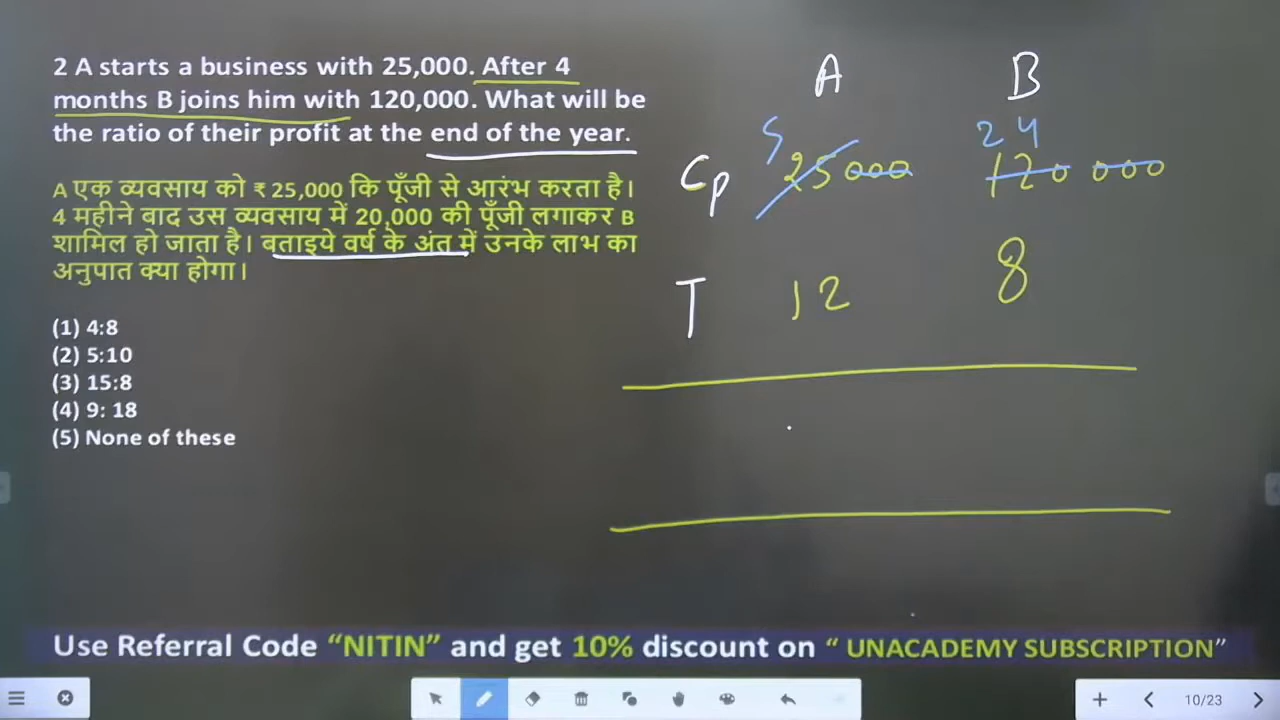 2 A starts a business with 25,000. After 4
months B joins him with 120,000. What will be
the ratio of their profit at the end of the year.
A एक व्यवसाय को ₹ 25,000 कि पूँजी से आरंभ करता है।
4 महीने बाद उस व्यवसाय में 20,000 की पूँजी लगाकर B
शामिल हो जाता है। बताइये वर्ष के अंत में उनके लाभ का
अनुपात क्या होगा।
(1) 4:8
(2) 5:10
(3) 15:8
(4) 9: 18
(5) None of these
A B
5 24
Cp 25000 120000
T 12 8
Use Referral Code “NITIN” and get 10% discount on “ UNACADEMY SUBSCRIPTION”
10/23